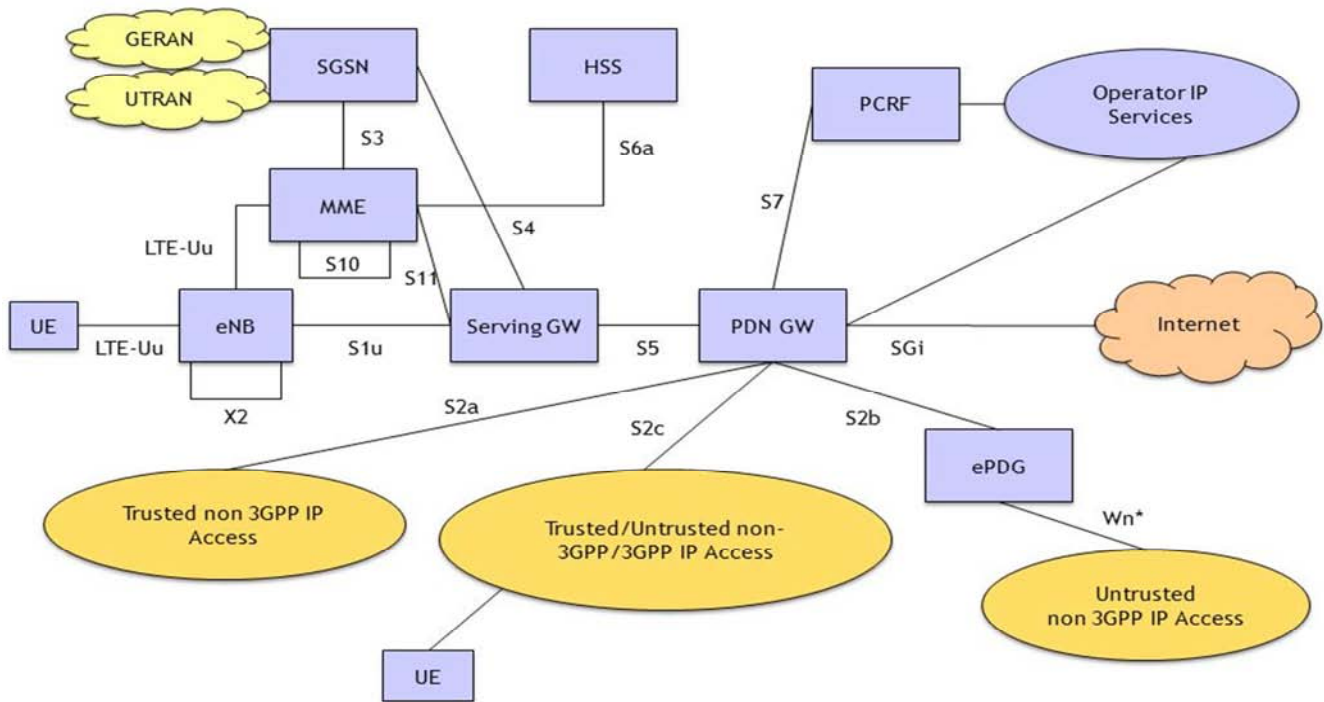 GERAN
UTRAN
SGSN
HSS
PCRF
Operator IP
Services
S3
S6a
MME
S7
S4
LTE-Uu
S10
S11
UE
eNB
Serving GW
PDN GW
Internet
LTE-Uu
S1u
S5
SGi
X2
S2a
S2c
S2b
ePDG
Trusted non 3GPP IP
Access
Trusted/Untrusted non-
3GPP/3GPP IP Access
Wn*
Untrusted
non 3GPP IP Access
UE